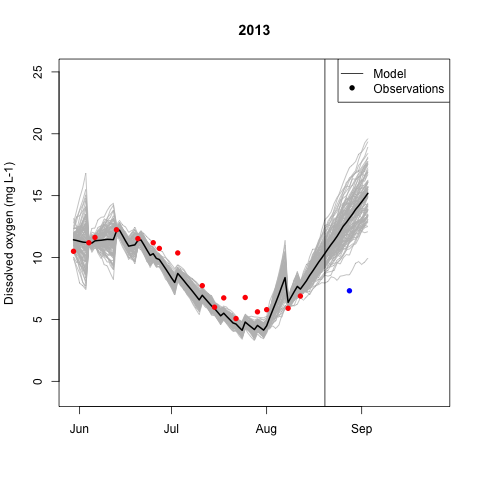 2013
Model
Observations
Dissolved oxygen (mg L-1)
25
20
15
10
5
0
Jun
Jul
Aug
Sep